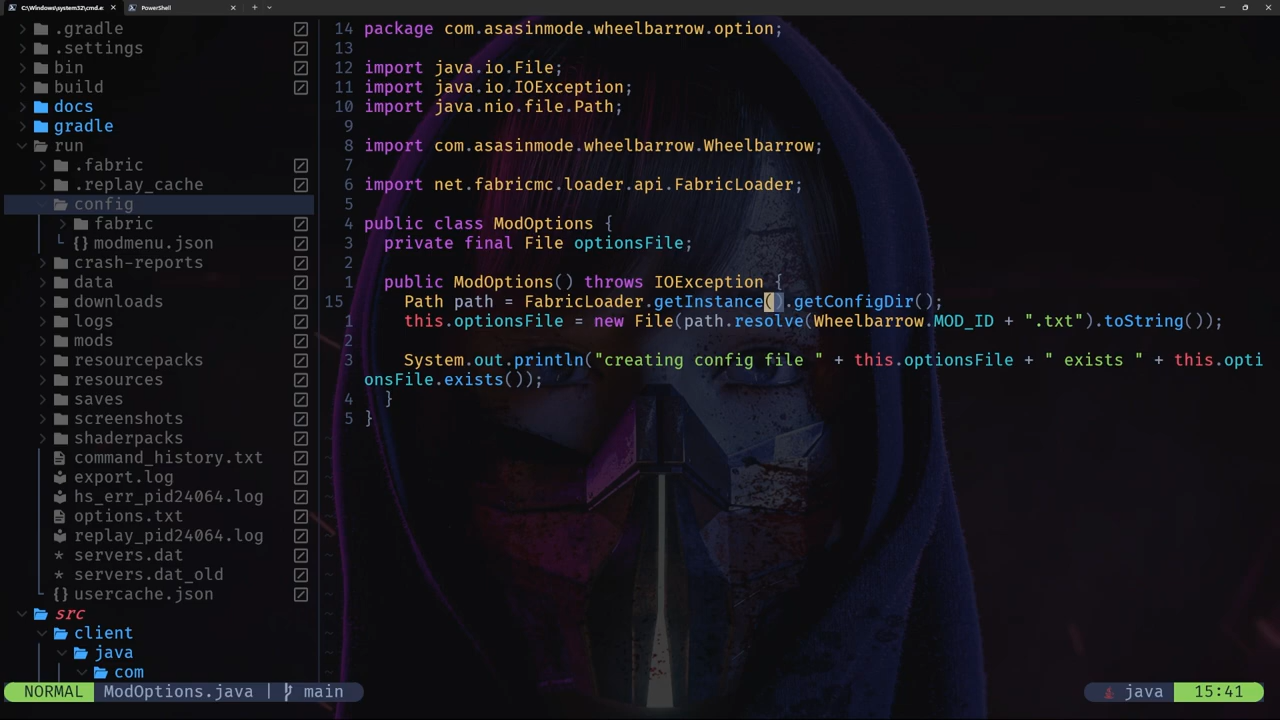 C:\Windows\system32\cmd.e
PowerShell
.gradle
.settings
bin
build
docs
gradle
run
.fabric
.replay_cache
config
fabric
{} modmenu.json
crash-reports
data
downloads
logs
mods
resourcepacks
resources
saves
screenshots
shaderpacks
command_history.txt
export.log
hs_err_pid24064.log
options.txt
replay_pid24064.log
* servers.dat
* servers.dat_old
{} usercache.json
src
client
java
com
14 package com.asasinmode.wheelbarrow.option;
13
12 import java.io.File;
11 import java.io.IOException;
10 import java.nio.file.Path;
9
8 import com.asasinmode.wheelbarrow.Wheelbarrow;
7
6 import net.fabricmc.loader.api.FabricLoader;
5
4 public class ModOptions {
3 private final File optionsFile;
2
1 public ModOptions() throws IOException {
15 Path path = FabricLoader.getInstance().getConfigDir();
1 this.optionsFile = new File(path.resolve(Wheelbarrow.MOD_ID + ".txt").toString());
2
3 System.out.println("creating config file " + this.optionsFile + " exists " + this.opti
onsFile.exists());
4 }
5 }
NORMAL ModOptions.java | main
java 15:41